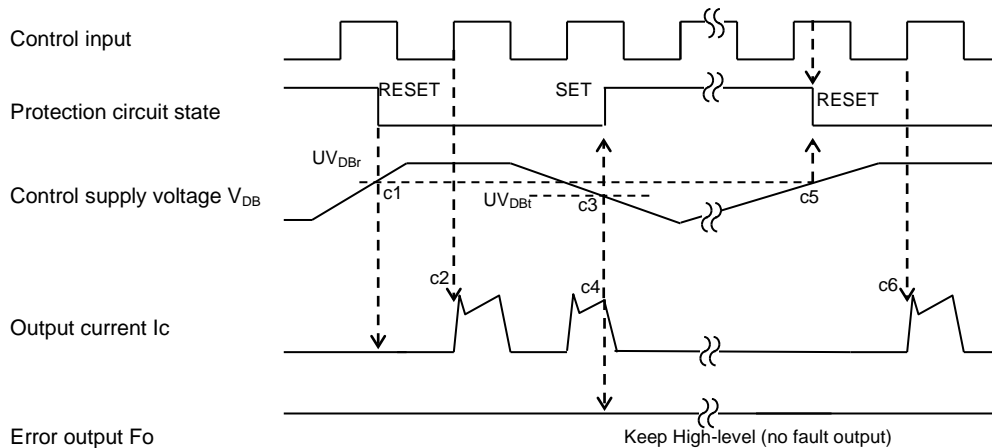 Control input
RESET
SET
RESET
Protection circuit state
UVDBr
c1
Control supply voltage VDB
UVDBt
c3
c5
c2
c4
c6
Output current Ic
Error output Fo
Keep High-level (no fault output)